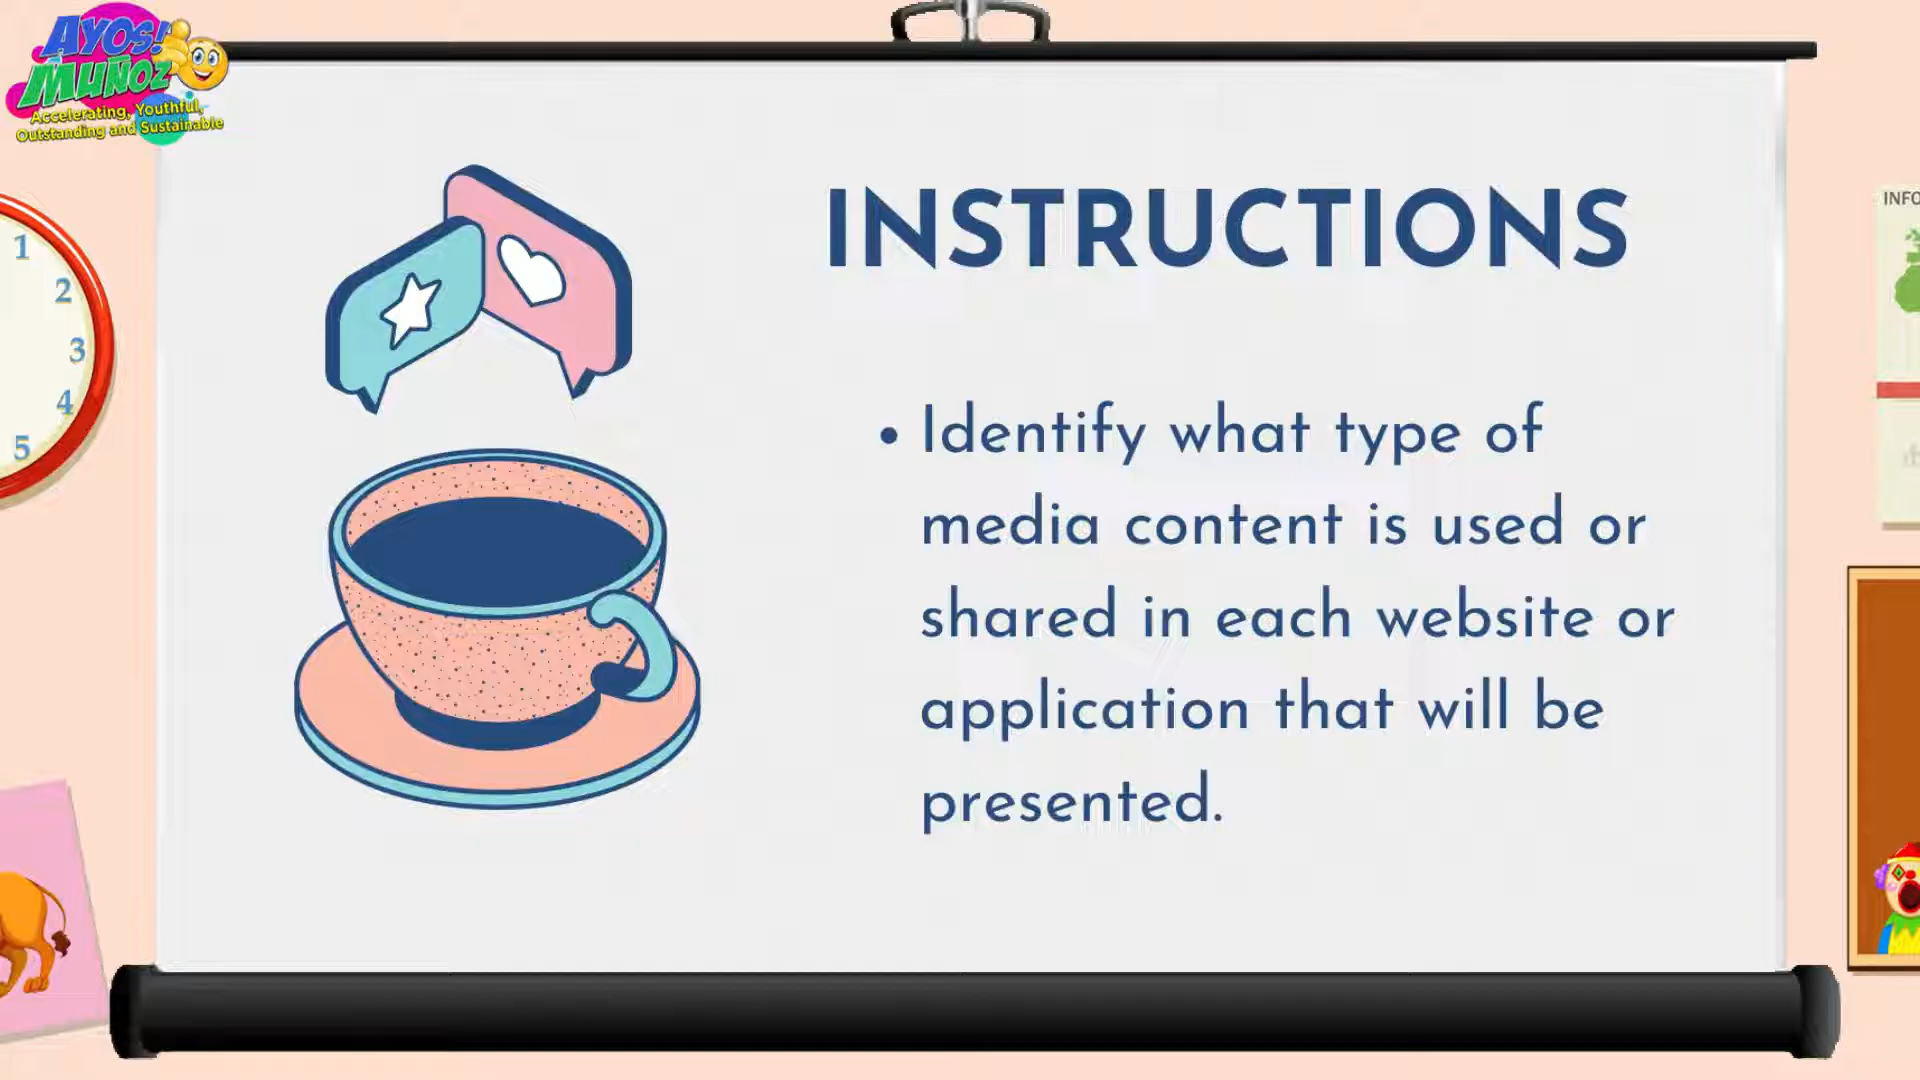 AYOS!
MUÑOZ
Accelerating, Youthful,
Outstanding and Sustainable
1
2
3
4
5
INSTRUCTIONS
• Identify what type of
media content is used or
shared in each website or
application that will be
presented.